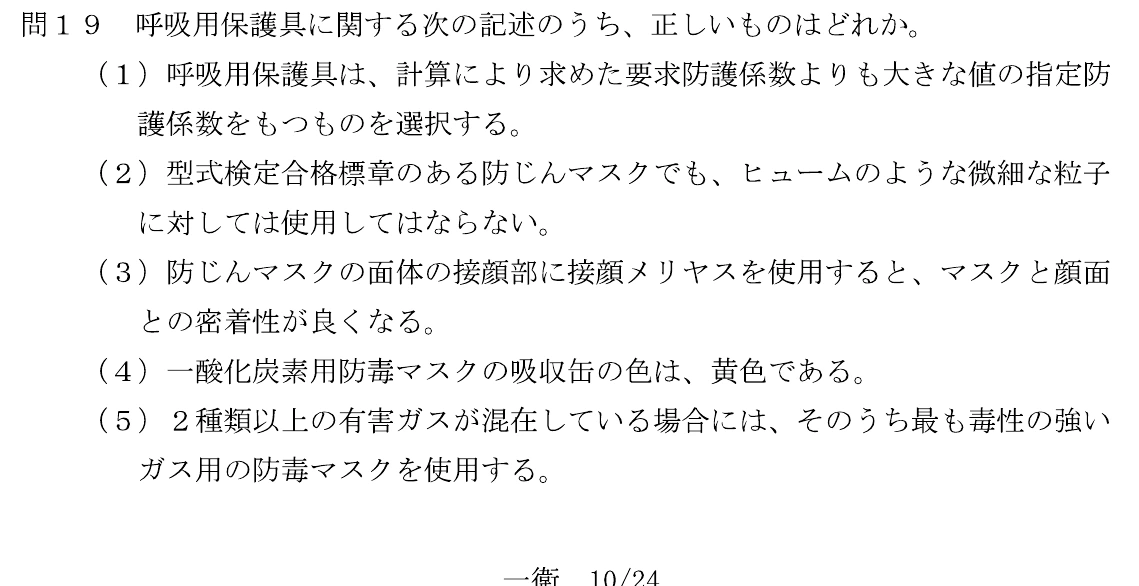 問１９　呼吸用保護具に関する次の記述のうち、正しいものはどれか。
（１）呼吸用保護具は、計算により求めた要求防護係数よりも大きな値の指定防
護係数をもつものを選択する。
（２）型式検定合格標章のある防じんマスクでも、ヒュームのような微細な粒子
に対しては使用してはならない。
（３）防じんマスクの面体の接顔部に接顔メリヤスを使用すると、マスクと顔面
との密着性が良くなる。
（４）一酸化炭素用防毒マスクの吸収缶の色は、黄色である。
（５）２種類以上の有害ガスが混在している場合には、そのうち最も毒性の強い
ガス用の防毒マスクを使用する。
一衛　10/24